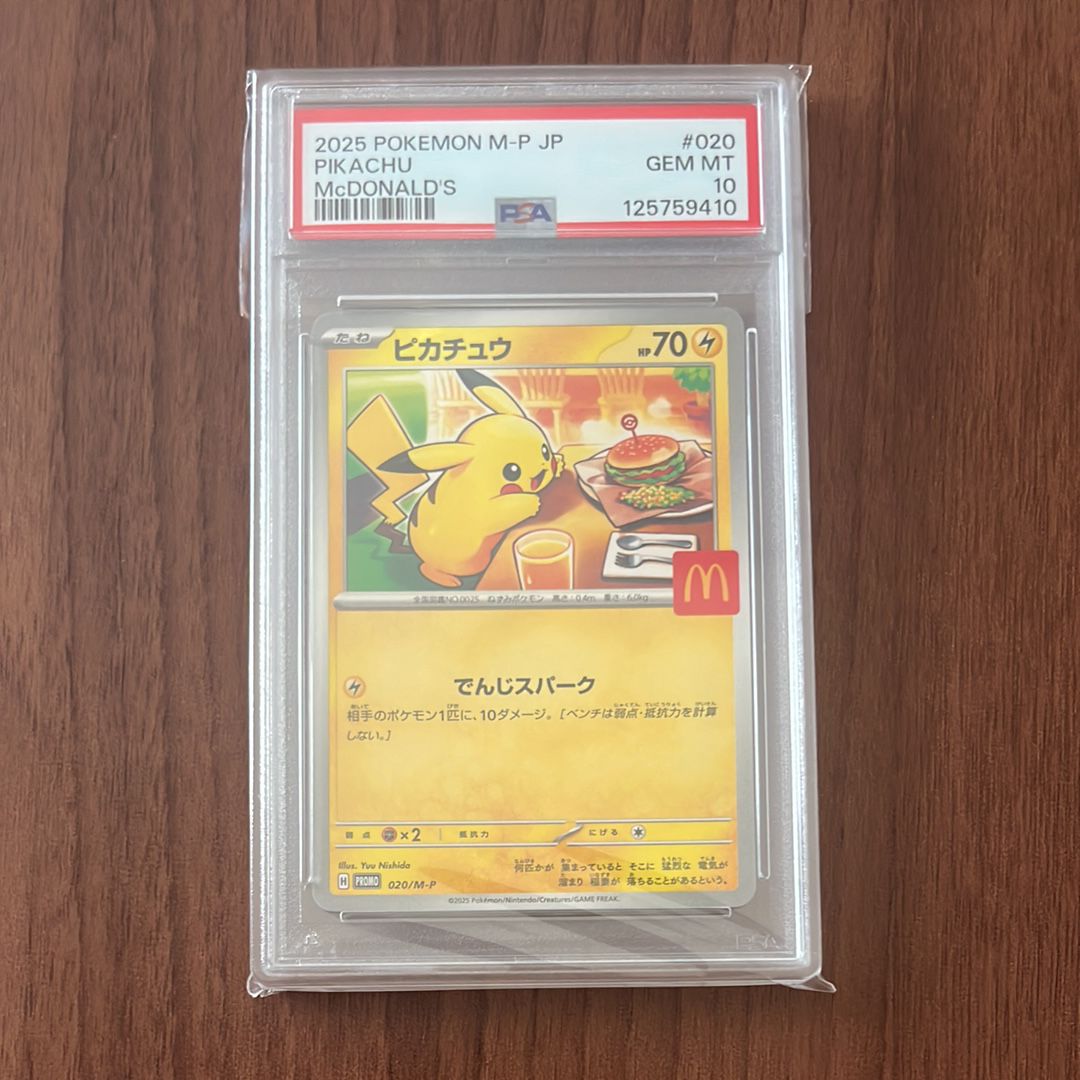 2025 POKEMON M-P JP #020
PIKACHU GEM MT
McDONALD'S 10
PSA 125759410
たね ピカチュウ HP70
全国図鑑NO.0025 ねずみポケモン 高さ:0.4m 重さ:6.0kg
でんじスパーク
相手のポケモン1匹に、10ダメージ。[ベンチは弱点・抵抗力を計算
しない。]
弱点 ×2 抵抗力 にげる
Illus. Yuu Nishida
何匹かが 集まっていると そこに 猛烈な 電気が
溜まり 稲妻が 落ちることがあるという。
H PROMO 020/M-P
©2025 Pokémon/Nintendo/Creatures/GAME FREAK.